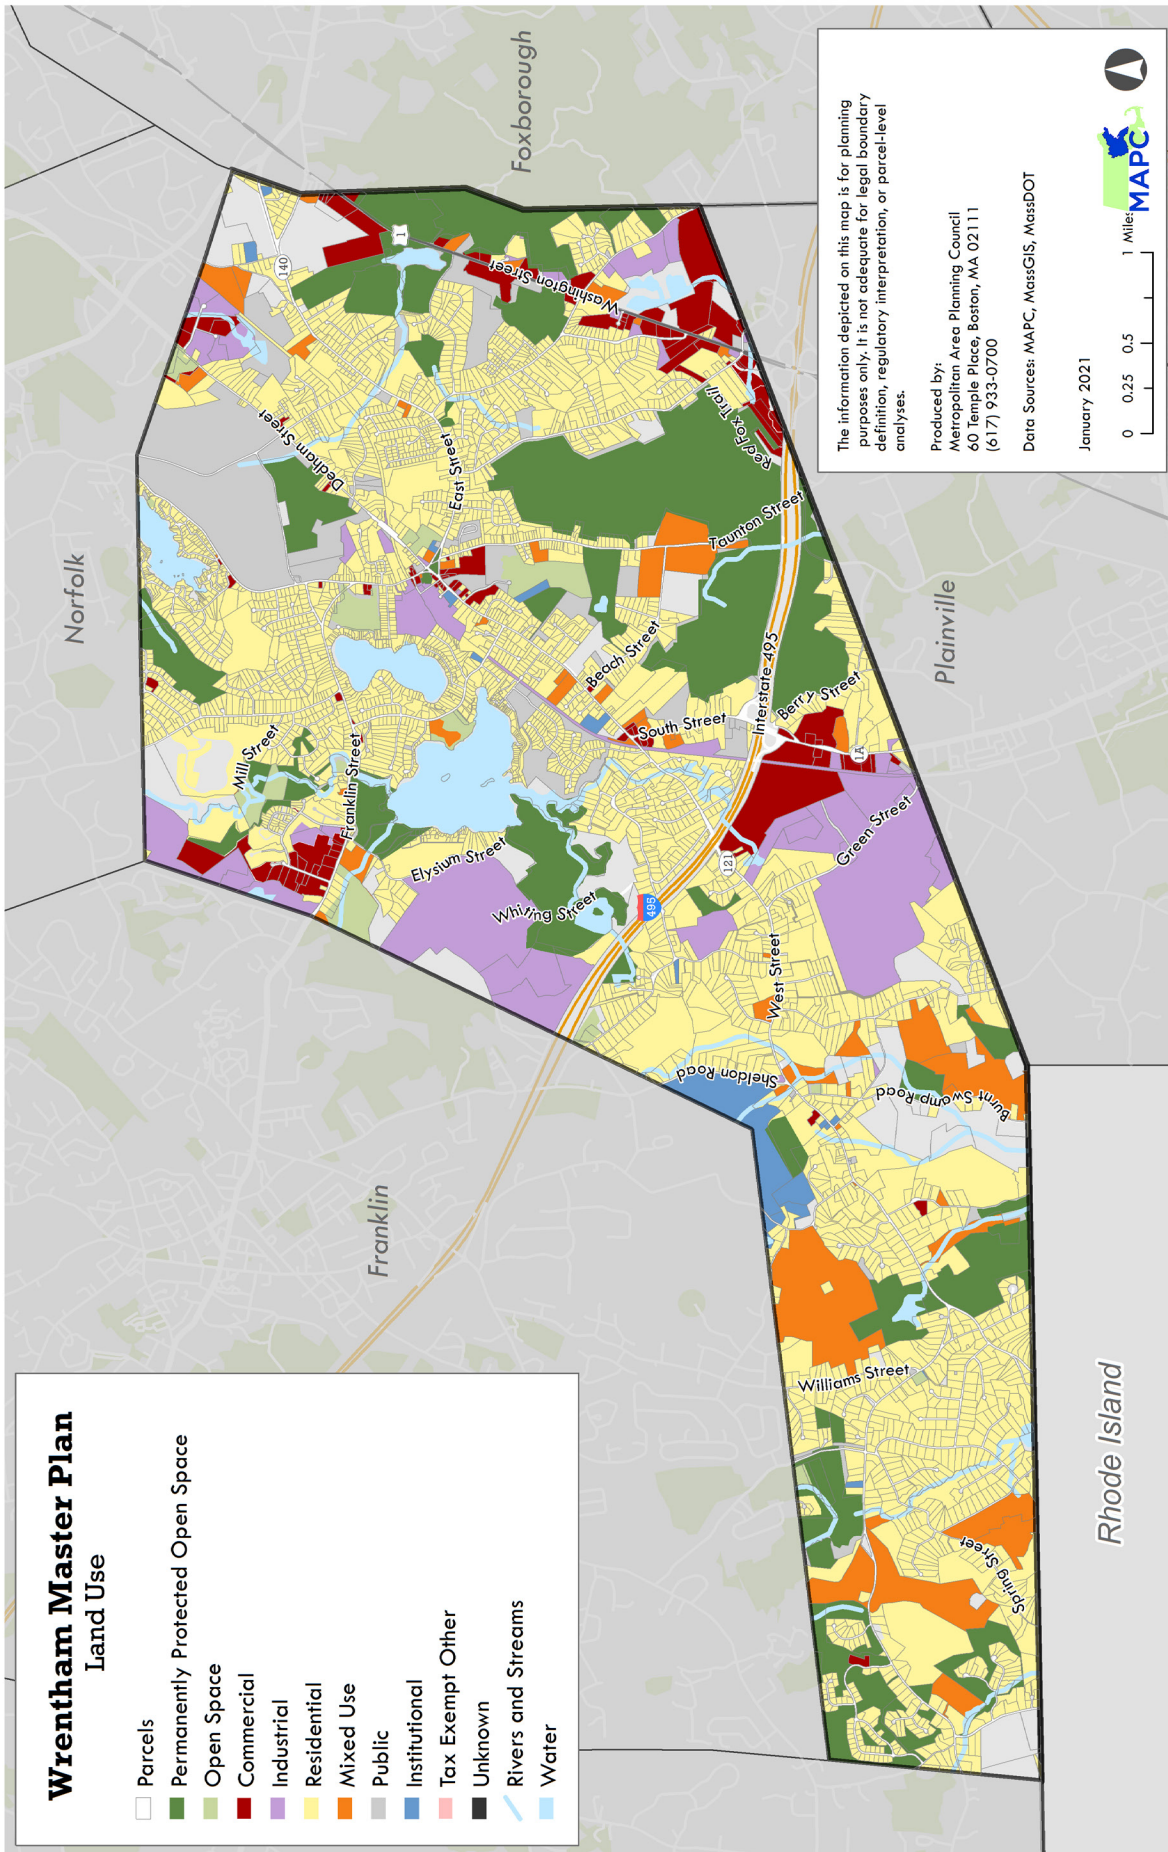 Wrentham Master Plan
Land Use
Parcels
Permanently Protected Open Space
Open Space
Commercial
Industrial
Residential
Mixed Use
Public
Institutional
Tax Exempt Other
Unknown
Rivers and Streams
Water
Franklin
Norfolk
Foxborough
Plainville
Rhode Island
Mill Street
Franklin Street
Elysium Street
Whiting Street
Dedham Street
East Street
Washington Street
Red Fox Trail
Taunton Street
Beach Street
South Street
Interstate 495
Berry Street
Green Street
West Street
Sheldon Road
Burnt Swamp Road
Williams Street
Spring Street
140
1
1A
121
495
The information depicted on this map is for planning
purposes only. It is not adequate for legal boundary
definition, regulatory interpretation, or parcel-level
analyses.
Produced by:
Metropolitan Area Planning Council
60 Temple Place, Boston, MA 02111
(617) 933-0700
Data Sources: MAPC, MassGIS, MassDOT
January 2021
0 0.25 0.5 1 Miles
MAPC